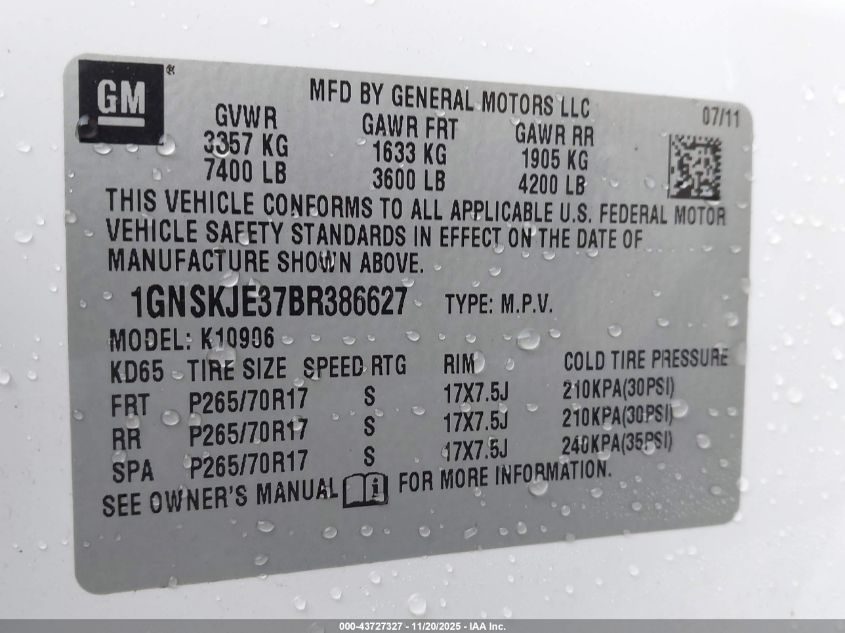 GM®
MFD BY GENERAL MOTORS LLC 07/11
GVWR GAWR FRT GAWR RR
3357 KG 1633 KG 1905 KG
7400 LB 3600 LB 4200 LB
THIS VEHICLE CONFORMS TO ALL APPLICABLE U.S. FEDERAL MOTOR
VEHICLE SAFETY STANDARDS IN EFFECT ON THE DATE OF
MANUFACTURE SHOWN ABOVE.
1GNSKJE37BR386627 TYPE: M.P.V.
MODEL: K10906
KD65 TIRE SIZE SPEED RTG RIM COLD TIRE PRESSURE
FRT P265/70R17 S 17X7.5J 210KPA(30PSI)
RR P265/70R17 S 17X7.5J 210KPA(30PSI)
SPA P265/70R17 S 17X7.5J 240KPA(35PSI)
SEE OWNER'S MANUAL i FOR MORE INFORMATION.
000-43727327 - 11/20/2025 - IAA Inc.